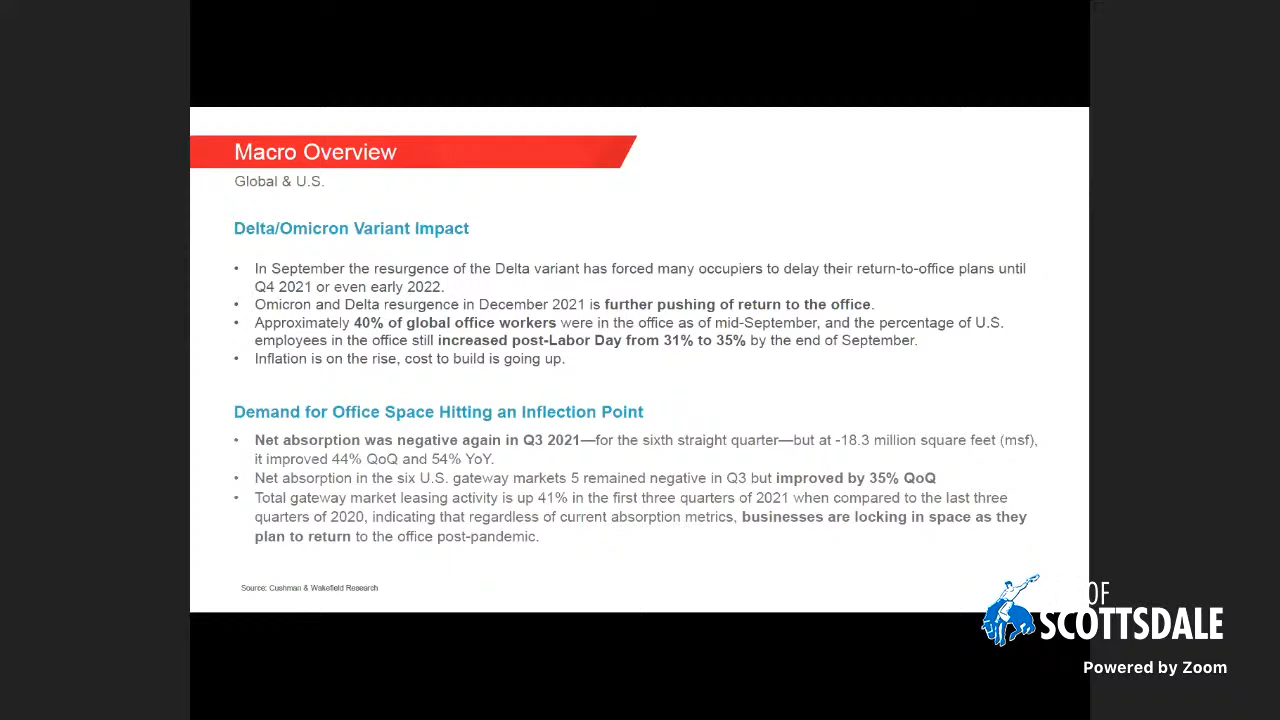 Macro Overview
Global & U.S.
Delta/Omicron Variant Impact
• In September the resurgence of the Delta variant has forced many occupiers to delay their return-to-office plans until
Q4 2021 or even early 2022.
• Omicron and Delta resurgence in December 2021 is further pushing of return to the office.
• Approximately 40% of global office workers were in the office as of mid-September, and the percentage of U.S.
employees in the office still increased post-Labor Day from 31% to 35% by the end of September.
• Inflation is on the rise, cost to build is going up.
Demand for Office Space Hitting an Inflection Point
• Net absorption was negative again in Q3 2021—for the sixth straight quarter—but at -18.3 million square feet (msf),
it improved 44% QoQ and 54% YoY.
• Net absorption in the six U.S. gateway markets 5 remained negative in Q3 but improved by 35% QoQ
• Total gateway market leasing activity is up 41% in the first three quarters of 2021 when compared to the last three
quarters of 2020, indicating that regardless of current absorption metrics, businesses are locking in space as they
plan to return to the office post-pandemic.
Source: Cushman & Wakefield Research
OF
SCOTTSDALE
Powered by Zoom